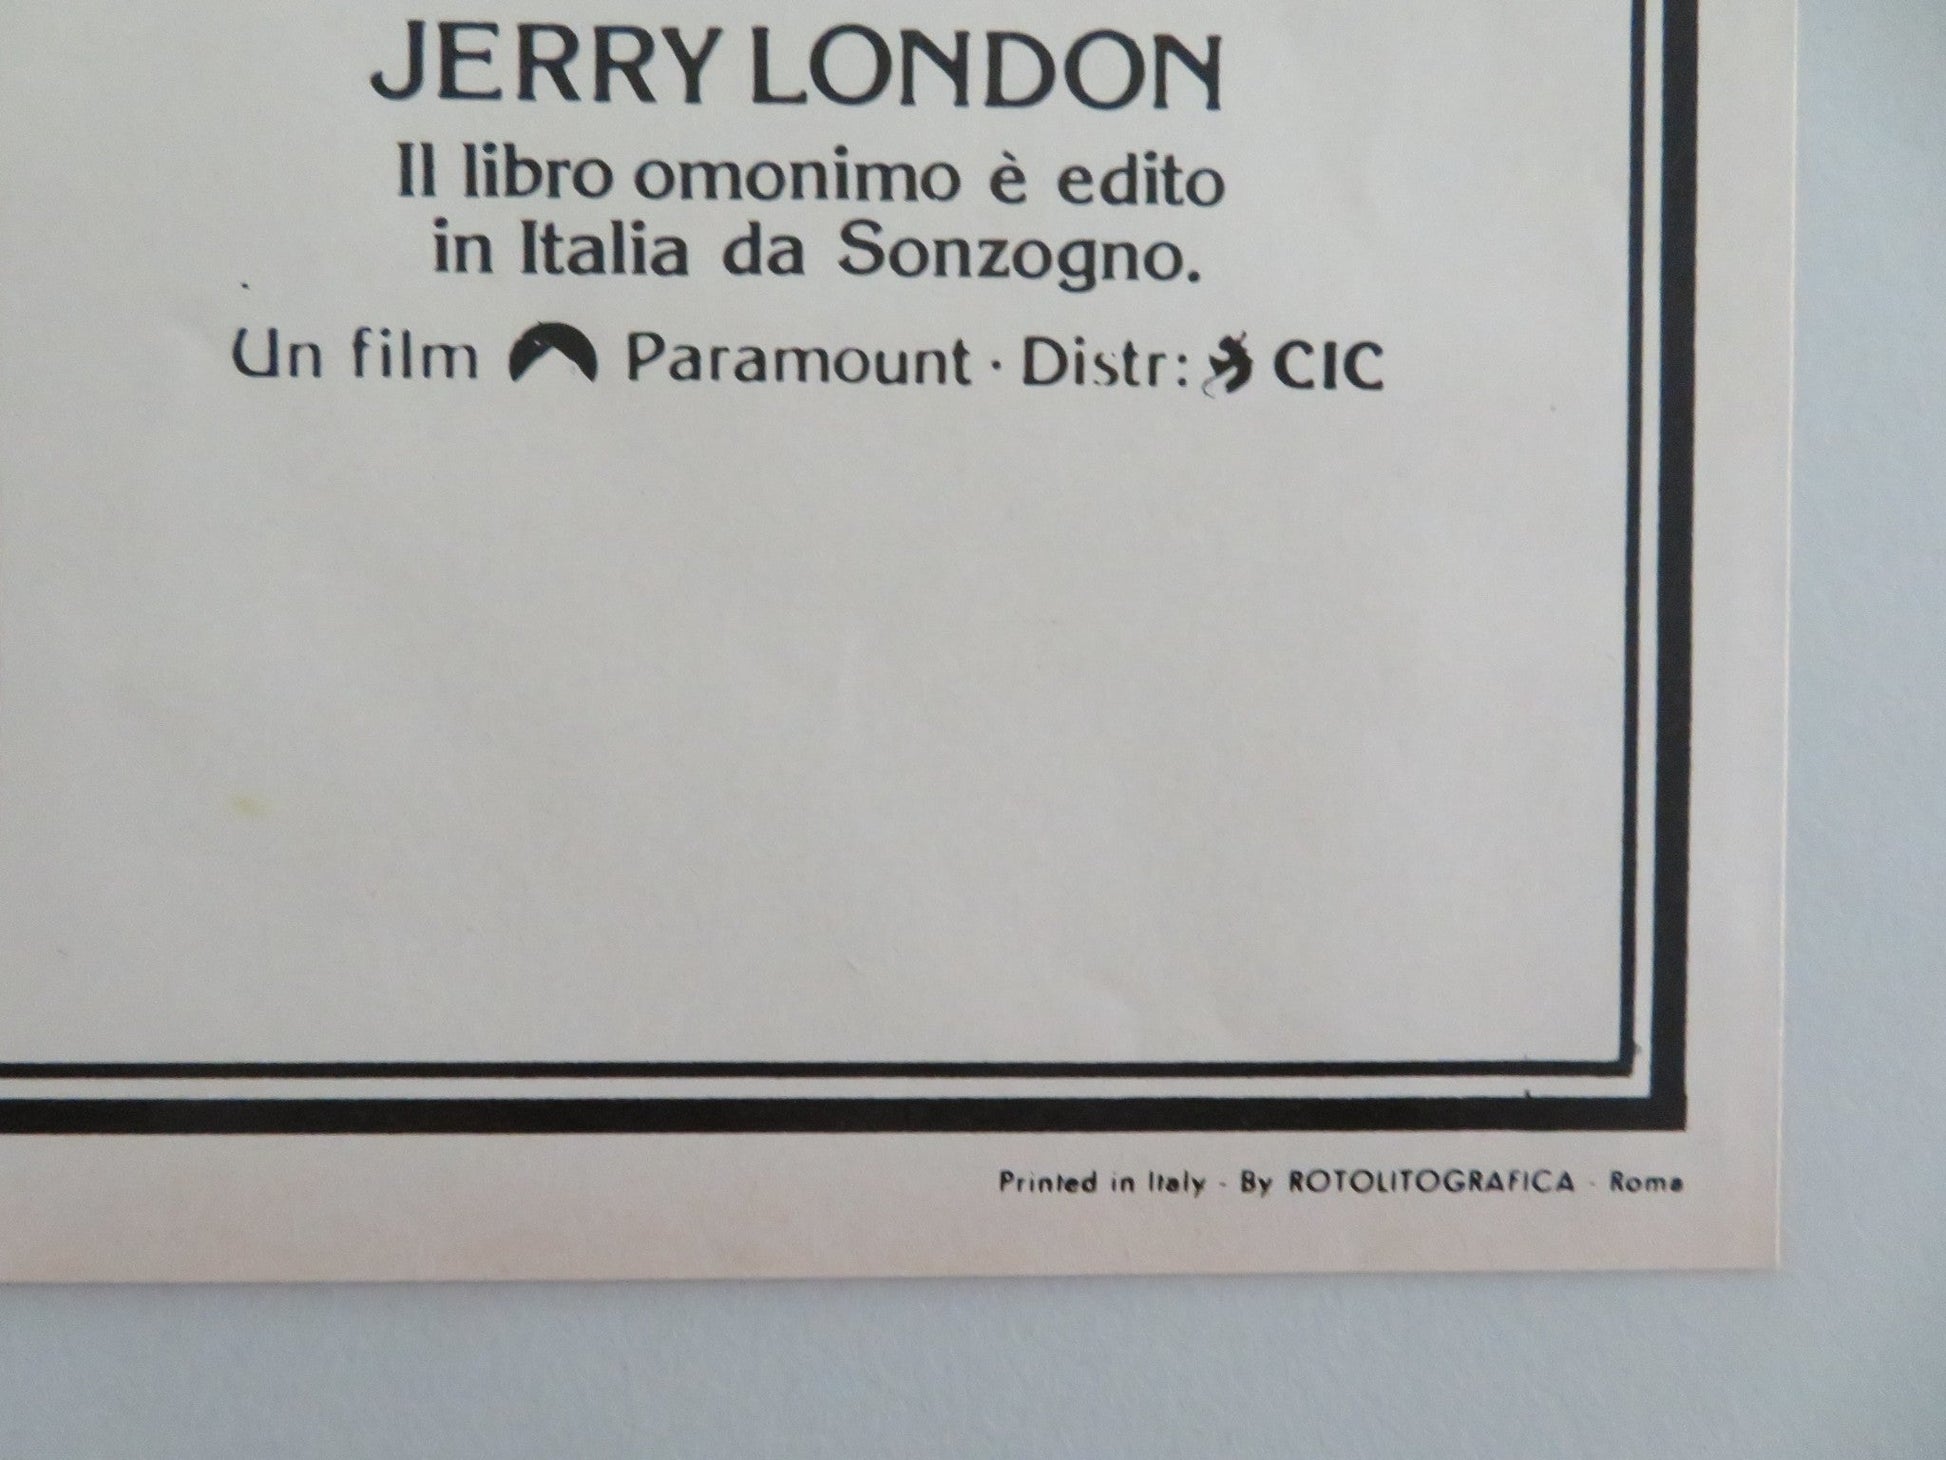 JERRY LONDON
Il libro omonimo è edito
in Italia da Sonzogno.
Un film Paramount · Distr: CIC
Printed in Italy - By ROTOLITOGRAFICA - Roma